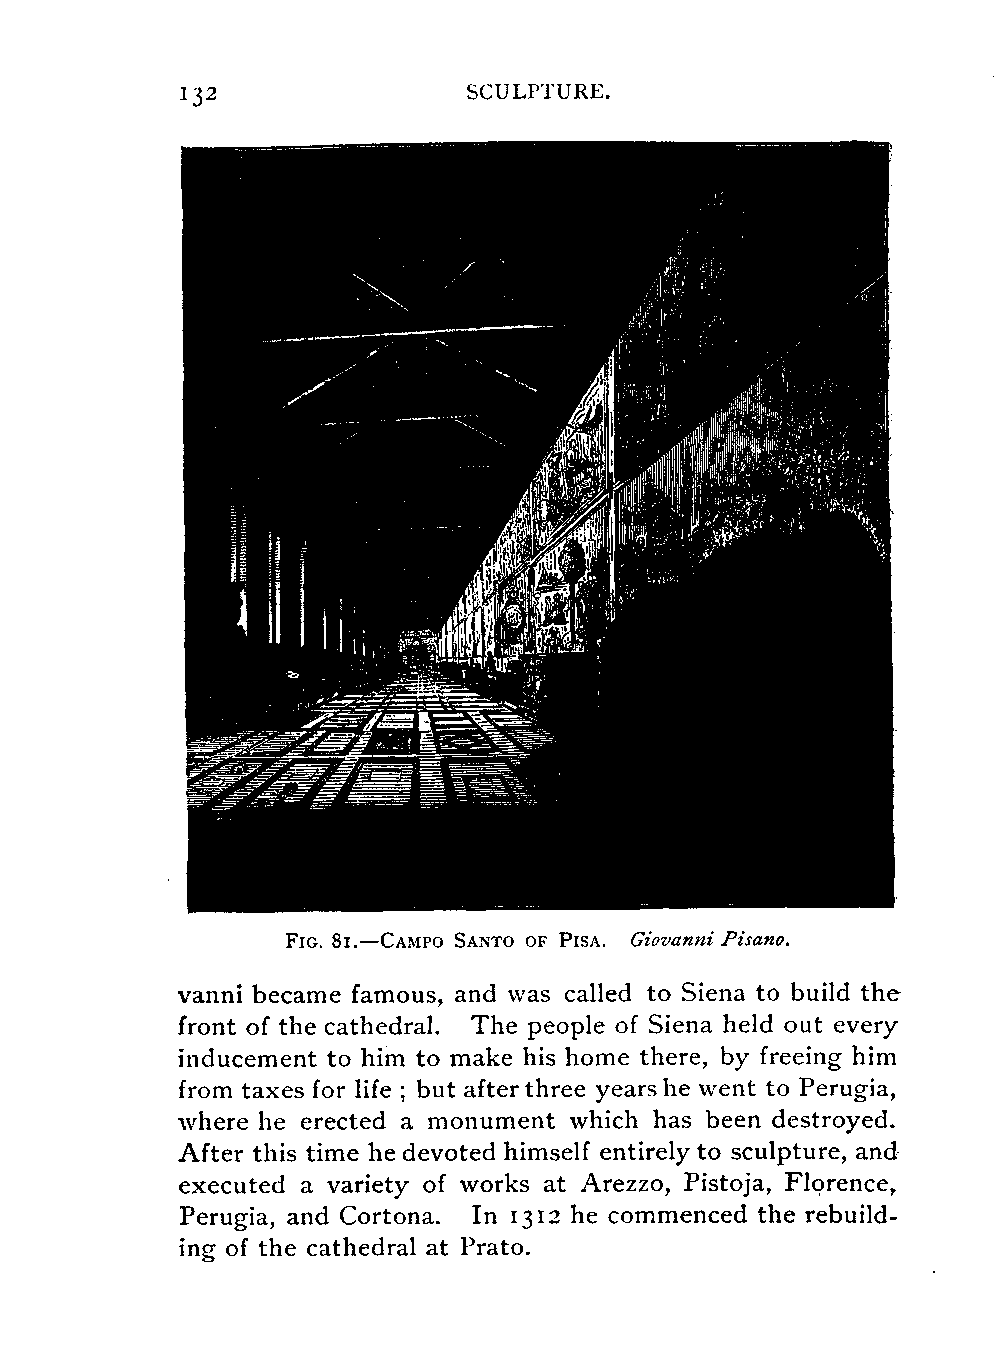 132 SCULPTURE.
FIG. 81.—CAMPO SANTO OF PISA. Giovanni Pisano.
vanni became famous, and was called to Siena to build the
front of the cathedral. The people of Siena held out every
inducement to him to make his home there, by freeing him
from taxes for life ; but after three years he went to Perugia,
where he erected a monument which has been destroyed.
After this time he devoted himself entirely to sculpture, and
executed a variety of works at Arezzo, Pistoja, Florence,
Perugia, and Cortona. In 1312 he commenced the rebuild-
ing of the cathedral at Prato.